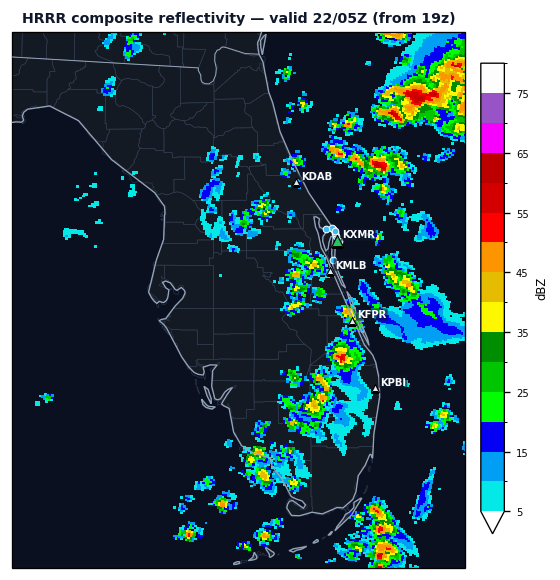 HRRR composite reflectivity — valid 22/05Z (from 19z)
KDAB
KXMR
KMLB
KFPR
KPBI
75
65
55
45
35
25
15
5
dBZ